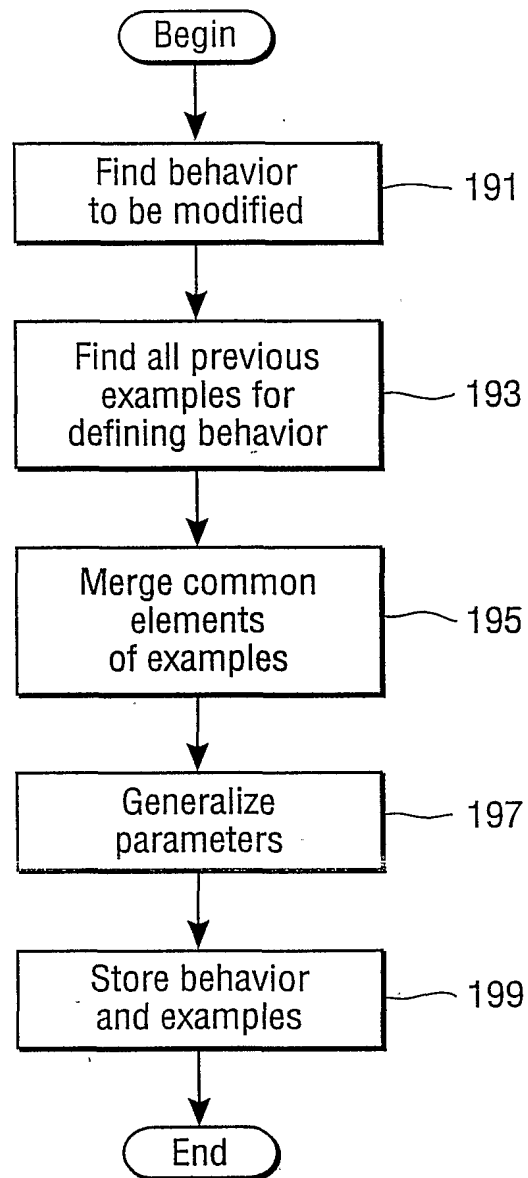 Begin
Find behavior
to be modified
191
Find all previous
examples for
defining behavior
193
Merge common
elements
of examples
195
Generalize
parameters
197
Store behavior
and examples
199
End